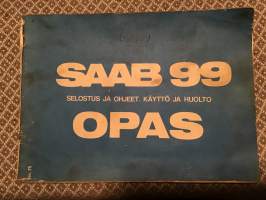 SAAB 99
SELOSTUS JA OHJEET. KÄYTTÖ JA HUOLTO
OPAS